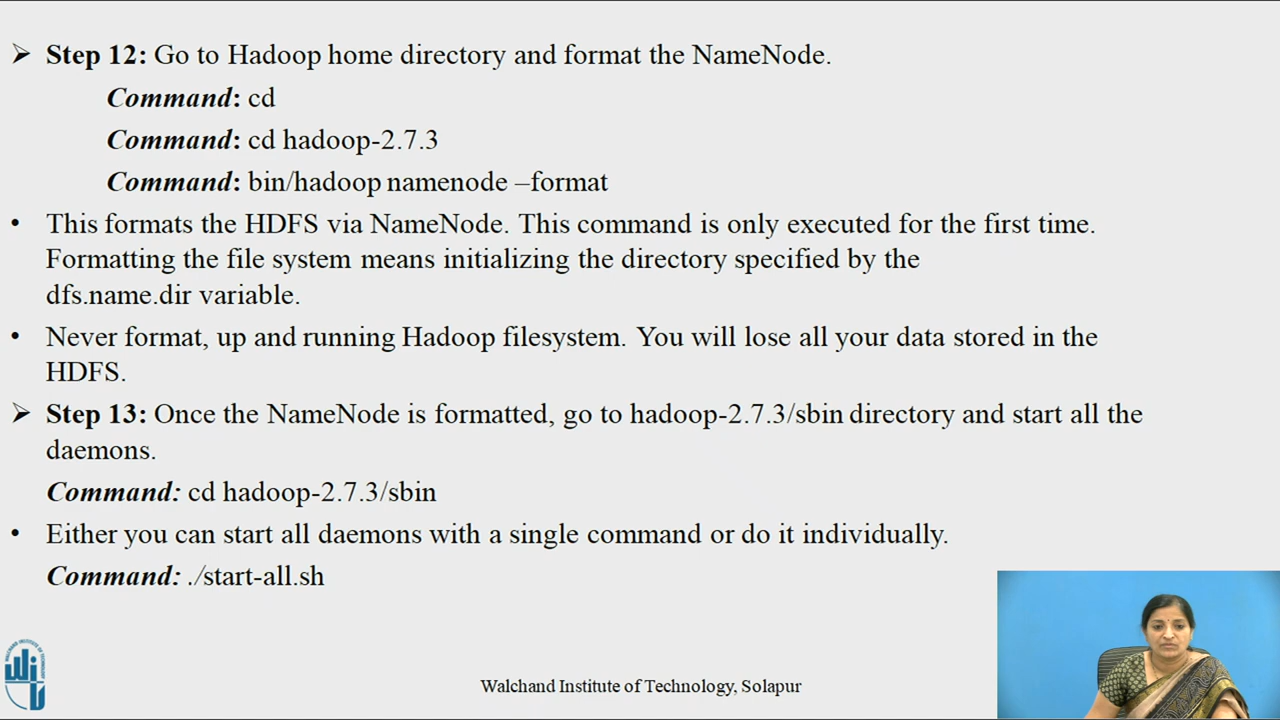 ➢ Step 12: Go to Hadoop home directory and format the NameNode.
Command: cd
Command: cd hadoop-2.7.3
Command: bin/hadoop namenode –format
• This formats the HDFS via NameNode. This command is only executed for the first time.
Formatting the file system means initializing the directory specified by the
dfs.name.dir variable.
• Never format, up and running Hadoop filesystem. You will lose all your data stored in the
HDFS.
➢ Step 13: Once the NameNode is formatted, go to hadoop-2.7.3/sbin directory and start all the
daemons.
Command: cd hadoop-2.7.3/sbin
• Either you can start all daemons with a single command or do it individually.
Command: ./start-all.sh
WALCHAND INSTITUTE OF TECHNOLOGY
WIT
Walchand Institute of Technology, Solapur